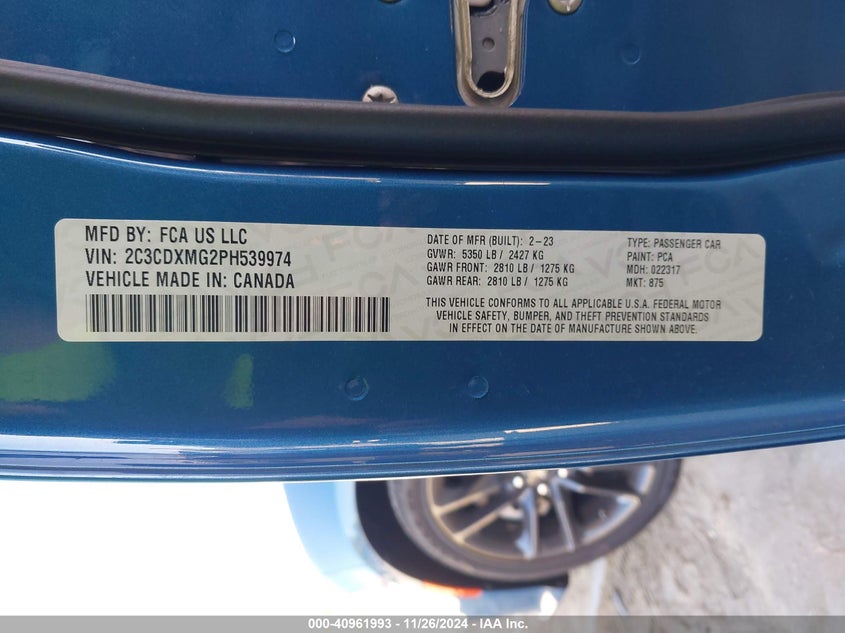 MFD BY: FCA US LLC
VIN: 2C3CDXMG2PH539974
VEHICLE MADE IN: CANADA
DATE OF MFR (BUILT): 2-23
GVWR: 5350 LB / 2427 KG
GAWR FRONT: 2810 LB / 1275 KG
GAWR REAR: 2810 LB / 1275 KG
TYPE: PASSENGER CAR
PAINT: PCA
MDH: 022317
MKT: 875
THIS VEHICLE CONFORMS TO ALL APPLICABLE U.S.A. FEDERAL MOTOR
VEHICLE SAFETY, BUMPER, AND THEFT PREVENTION STANDARDS
IN EFFECT ON THE DATE OF MANUFACTURE SHOWN ABOVE.
000-40961993 - 11/26/2024 - IAA Inc.